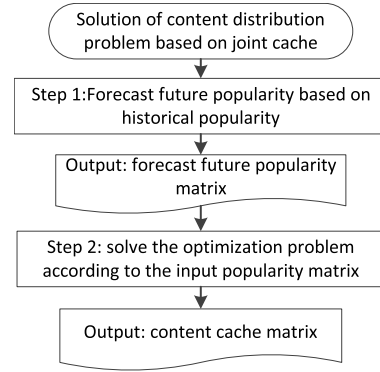 Solution of content distribution
problem based on joint cache
Step 1:Forecast future popularity based on
historical popularity
Output: forecast future popularity
matrix
Step 2: solve the optimization problem
according to the input popularity matrix
Output: content cache matrix